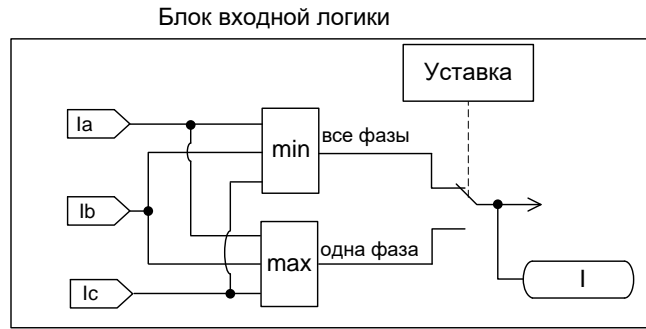 Блок входной логики
Уставка
Ia
все фазы
min
Ib
одна фаза
max
Ic
I